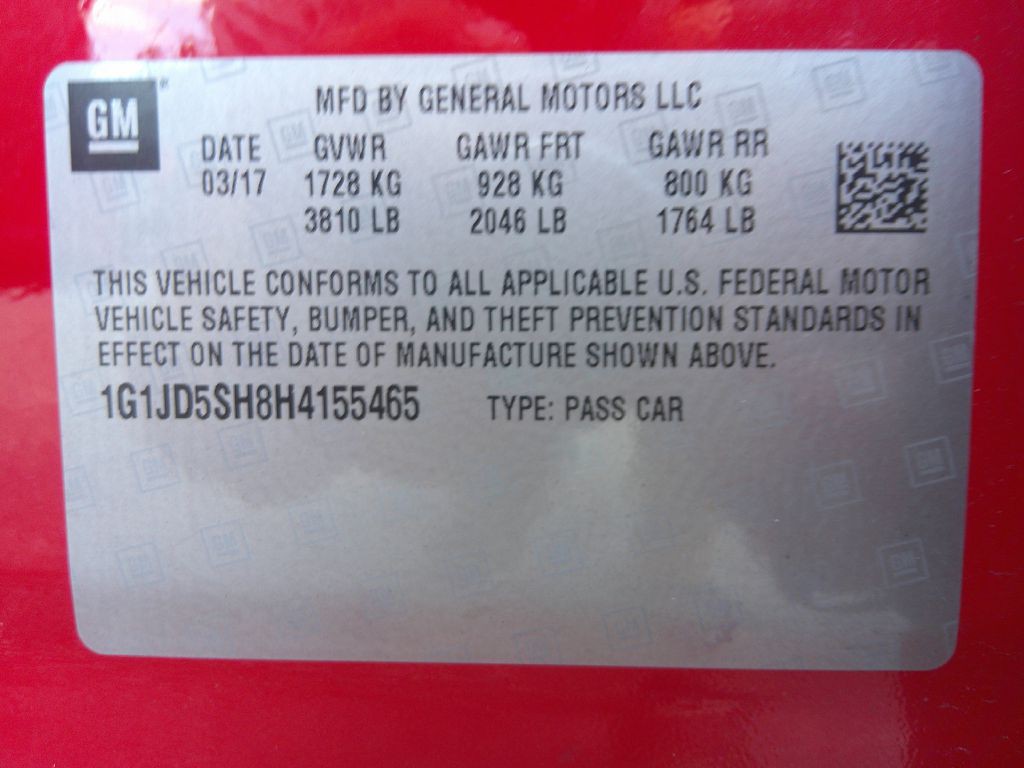 GM
MFD BY GENERAL MOTORS LLC
DATE GVWR GAWR FRT GAWR RR
03/17 1728 KG 928 KG 800 KG
3810 LB 2046 LB 1764 LB
THIS VEHICLE CONFORMS TO ALL APPLICABLE U.S. FEDERAL MOTOR
VEHICLE SAFETY, BUMPER, AND THEFT PREVENTION STANDARDS IN
EFFECT ON THE DATE OF MANUFACTURE SHOWN ABOVE.
1G1JD5SH8H4155465 TYPE: PASS CAR